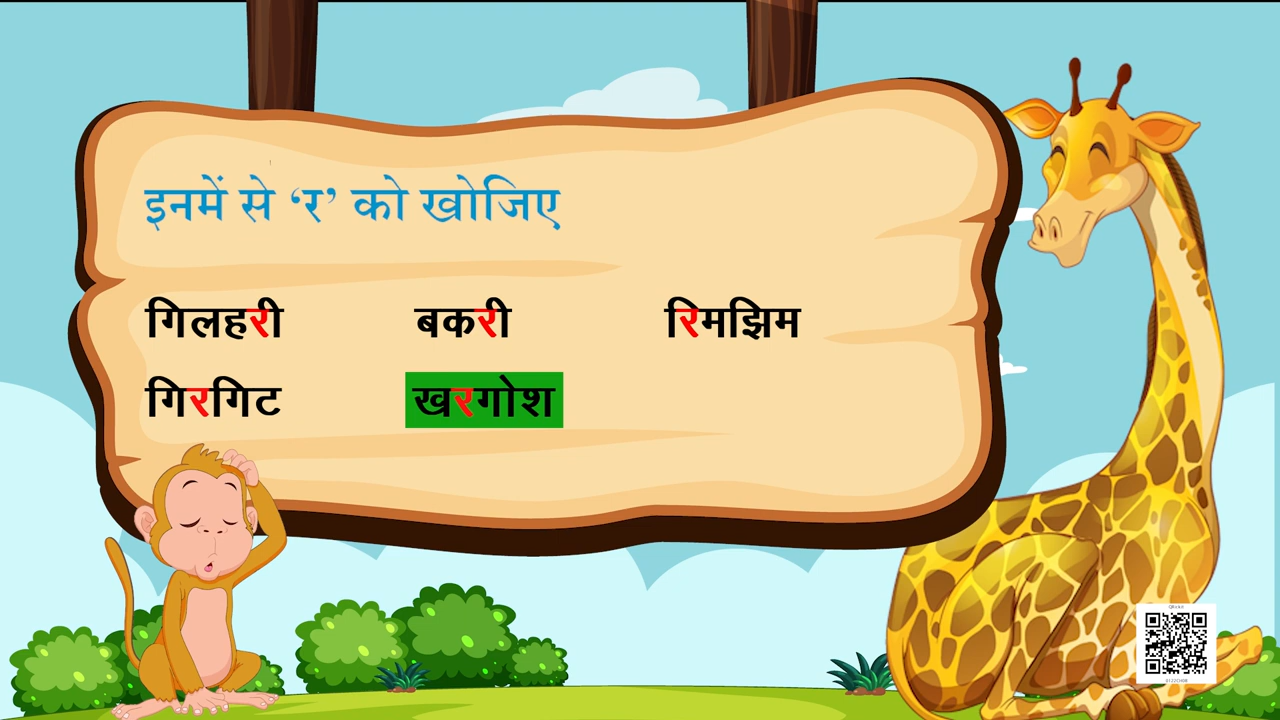 इनमें से ‘र’ को खोजिए
गिलहरी बकरी रिमझिम
गिरगिट खरगोश